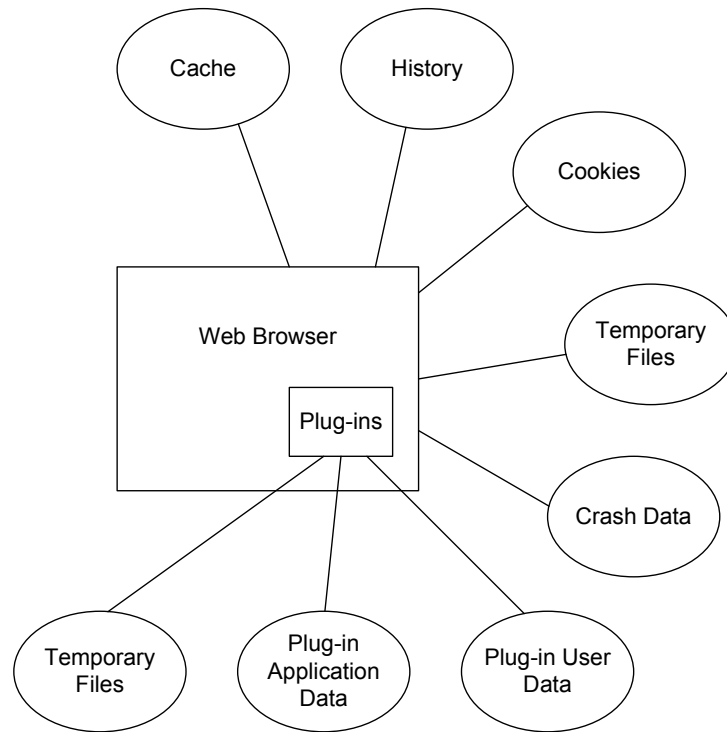 Cache
History
Cookies
Web Browser
Temporary
Files
Plug-ins
Crash Data
Temporary
Files
Plug-in
Application
Data
Plug-in User
Data